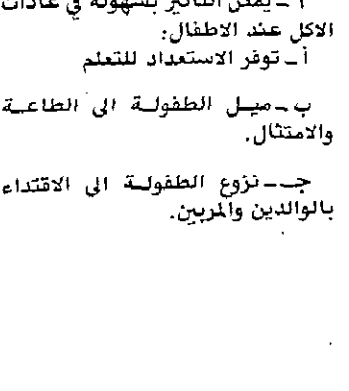 ١ ـ يمكن التأثير بسهولة في عادات
الاكل عند الاطفال:
أ ـ توفر الاستعداد للتعلم
ب ـ ميل الطفولة الى الطاعة
والامتثال.
جـ ـ نزوع الطفولة الى الاقتداء
بالوالدين والمربين.